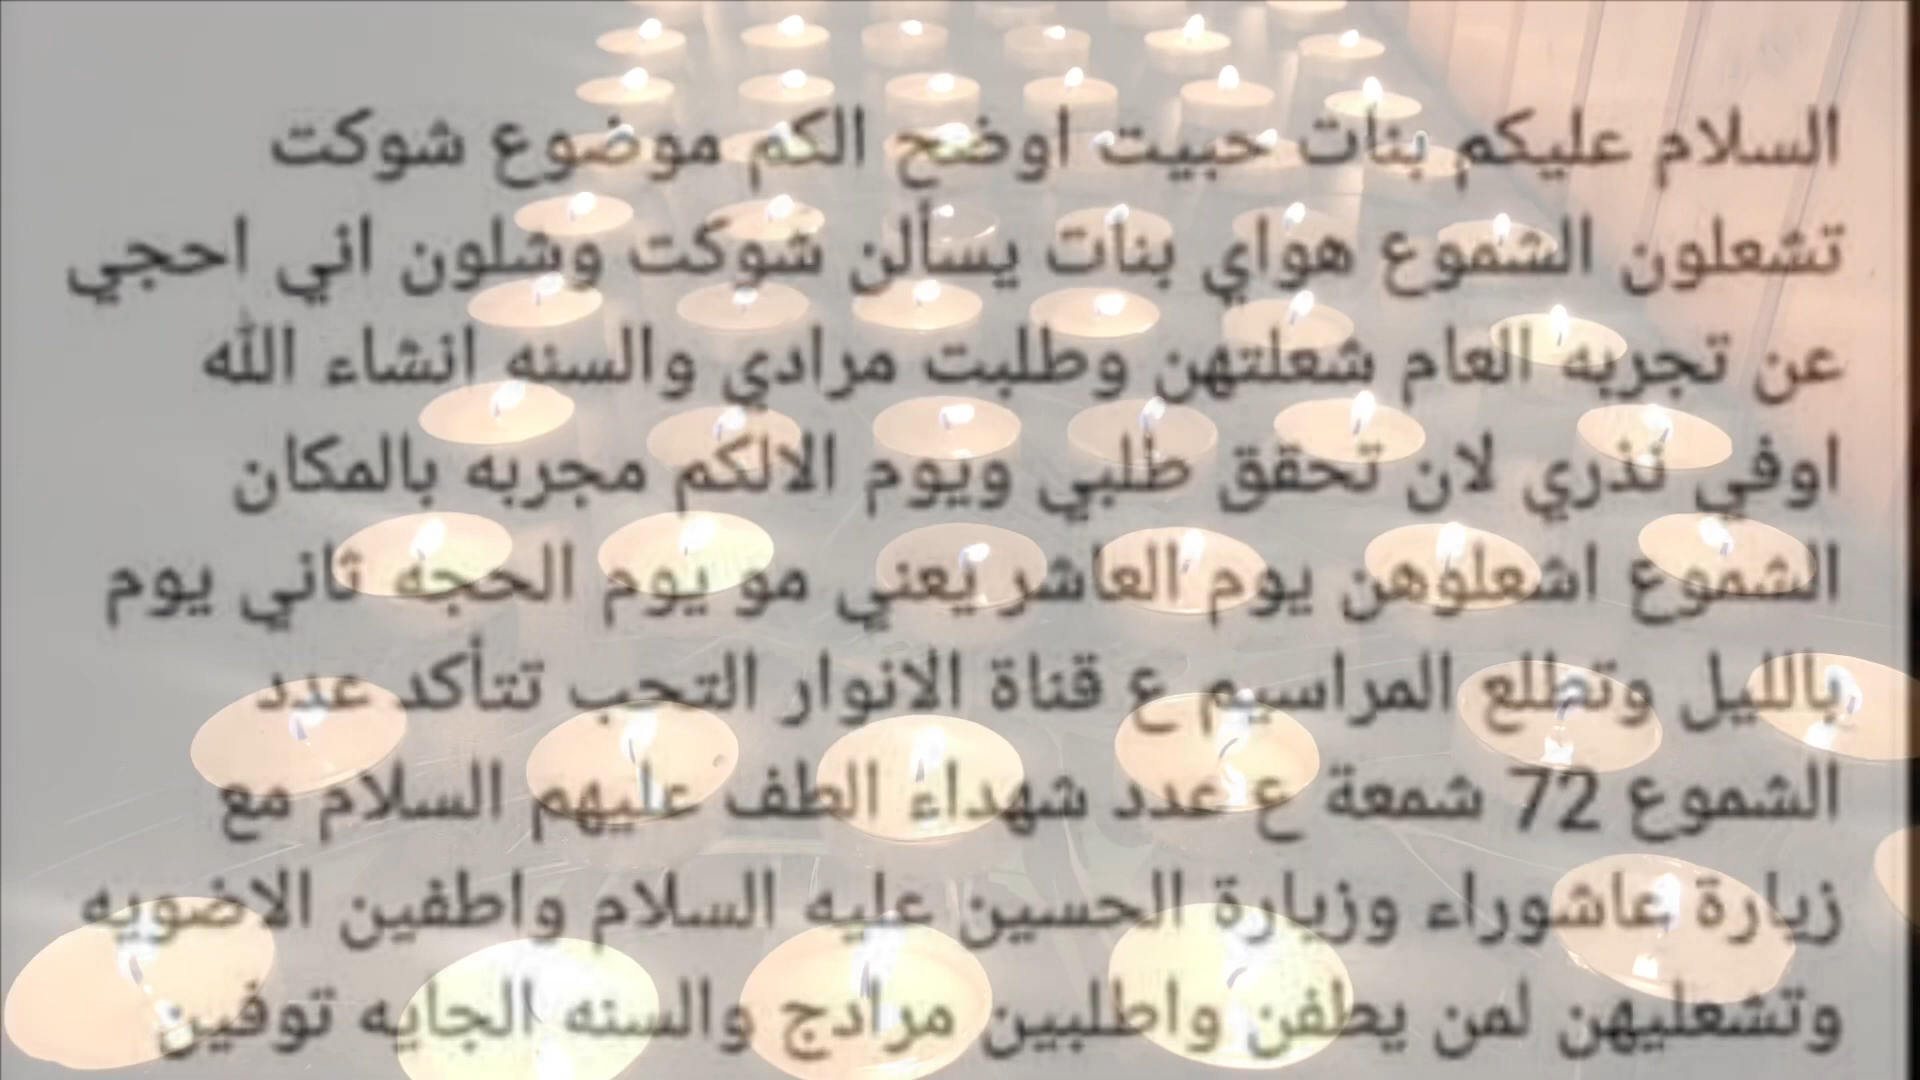 السلام عليكم بنات حبيت اوضح الكم موضوع شوكت
تشعلون الشموع هواي بنات يسألن شوكت وشلون اني احجي
عن تجربه العام شعلتهن وطلبت مرادي والسنه انشاء الله
اوفي نذري لان تحقق طلبي ويوم الالكم مجربه بالمكان
الشموع اشعلوهن يوم العاشر يعني مو يوم الحجه ثاني يوم
بالليل وتطلع المراسيم ع قناة الانوار التحب تتأكد عدد
الشموع 72 شمعة ع عدد شهداء الطف عليهم السلام مع
زيارة عاشوراء وزيارة الحسين عليه السلام واطفين الاضويه
وتشعليهن لمن يطفن واطلبين مرادج والسنه الجايه توفين